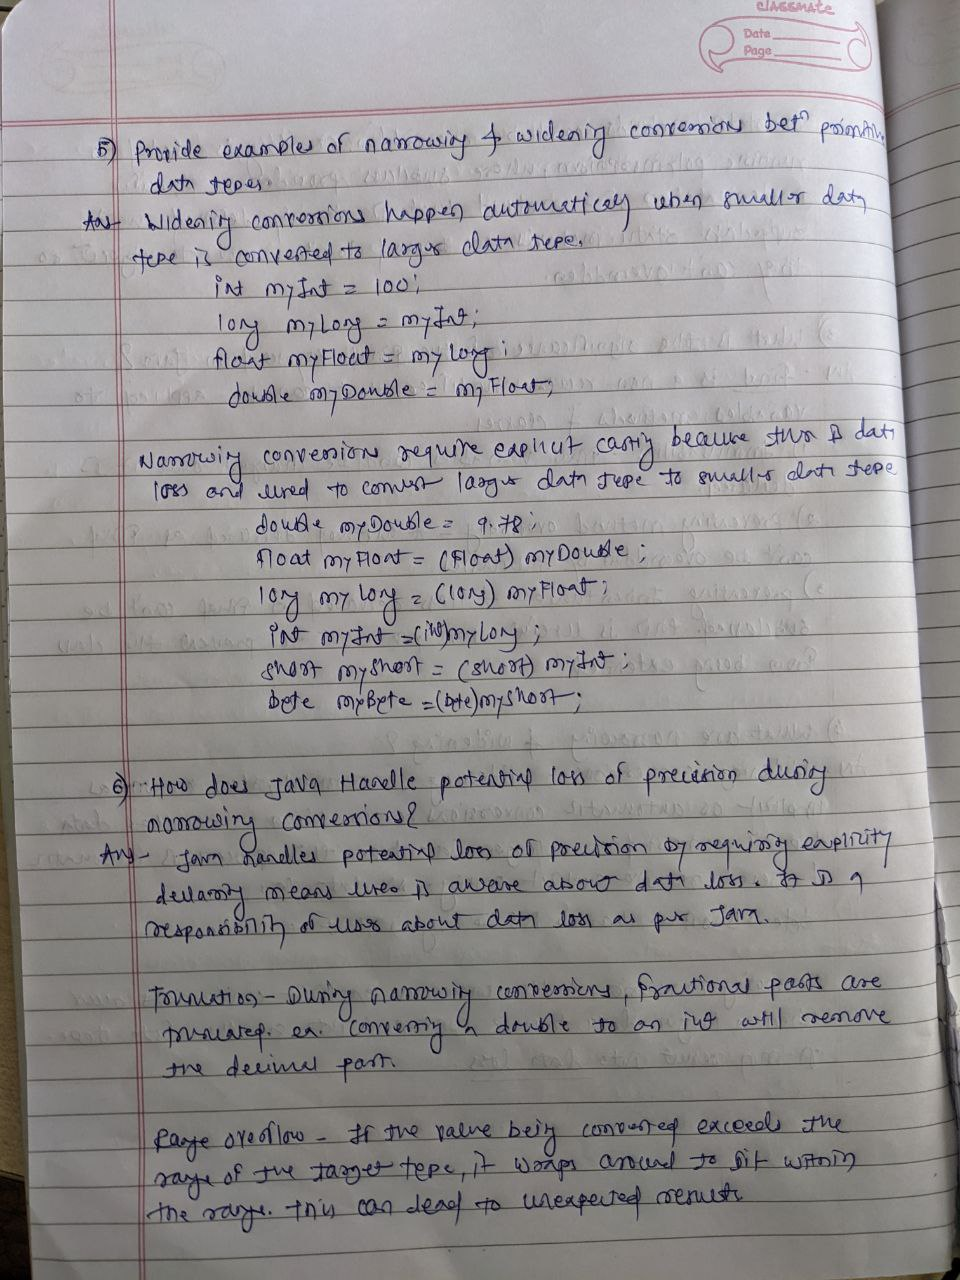 classmate
Date
Page
5) Provide examples of narrowing & widening conversions betn primitive
data types.
Ans- Widening conversions happen automatically when smaller data
type is converted to larger data type.
int myInt = 100;
long myLong = myInt;
float myFloat = myLong;
double myDouble = myFloat;
Narrowing conversions require explicit casting because there is data
loss and used to convert larger data type to smaller data type
double myDouble = 9.78;
float myFloat = (float) myDouble;
long myLong = (long) myFloat;
int myInt = (int) myLong;
short myShort = (short) myInt;
byte myByte = (byte) myShort;
6) How does Java Handle potential loss of precision during
narrowing conversions?
Ans- Java handles potential loss of precision by requiring explicitly
declaring means user is aware about data loss. It is a
responsibility of user about data loss as per Java.
Truncation - During narrowing conversions, fractional parts are
truncated. ex. converting a double to an int will remove
the decimal part.
Range overflow - If the value being converted exceeds the
range of the target type, it wraps around to fit within
the range. This can lead to unexpected results